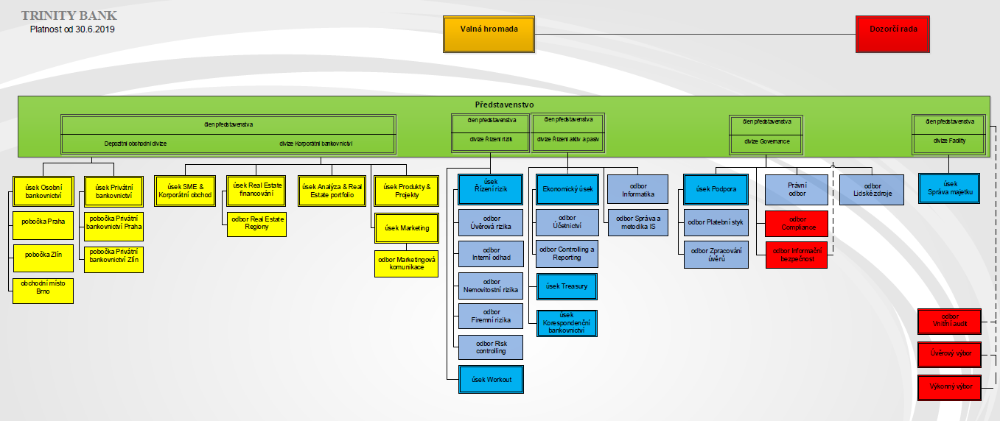 TRINITY BANK
Platnost od 30.6.2019
Valná hromada
Dozorčí rada
Představenstvo
člen představenstva
Depozitní obchodní divize
divize Korporátní bankovnictví
člen představenstva
divize Řízení rizik
člen představenstva
divize Řízení aktiv a pasiv
člen představenstva
divize Governance
člen představenstva
divize Facility
úsek Osobní
bankovnictví
pobočka Praha
pobočka Zlín
obchodní místo
Brno
úsek Privátní
bankovnictví
pobočka Privátní
bankovnictví Praha
pobočka Privátní
bankovnictví Zlín
úsek SME &
Korporátní obchod
úsek Real Estate
financování
odbor Real Estate
Regiony
úsek Analýza & Real
Estate portfolio
úsek Produkty &
Projekty
úsek Marketing
odbor Marketingová
komunikace
úsek
Řízení rizik
odbor
Úvěrová rizika
odbor
Interní odhad
odbor
Nemovitostní rizika
odbor
Firemní rizika
odbor Risk
controlling
úsek Workout
Ekonomický úsek
odbor
Účetnictví
odbor Controlling a
Reporting
úsek Treasury
úsek
Korespondenční
bankovnictví
odbor
Informatika
odbor Správa a
metodika IS
úsek Podpora
odbor Platební styk
odbor Zpracování
úvěrů
Právní
odbor
odbor
Compliance
odbor Informační
bezpečnost
odbor
Lidské zdroje
úsek
Správa majetku
odbor
Vnitřní audit
Úvěrový výbor
Výkonný výbor